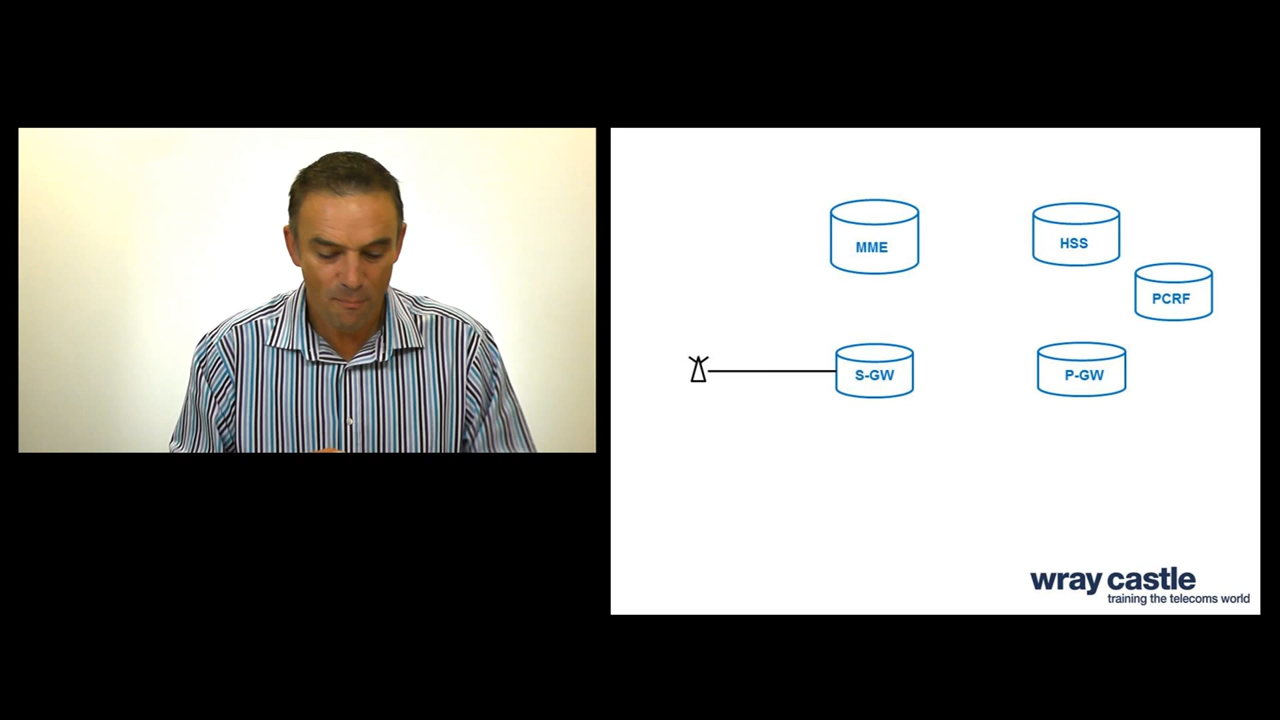 MME
HSS
PCRF
S-GW
P-GW
wray castle
training the telecoms world